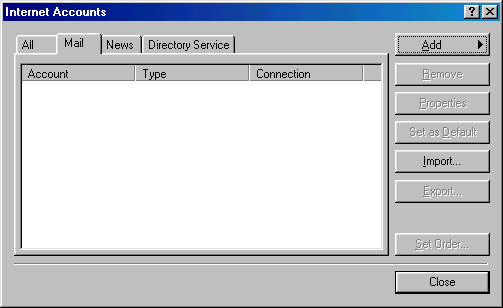 Internet Accounts
All Mail News Directory Service
Account Type Connection
Add
Remove
Properties
Set as Default
Import...
Export...
Set Order...
Close